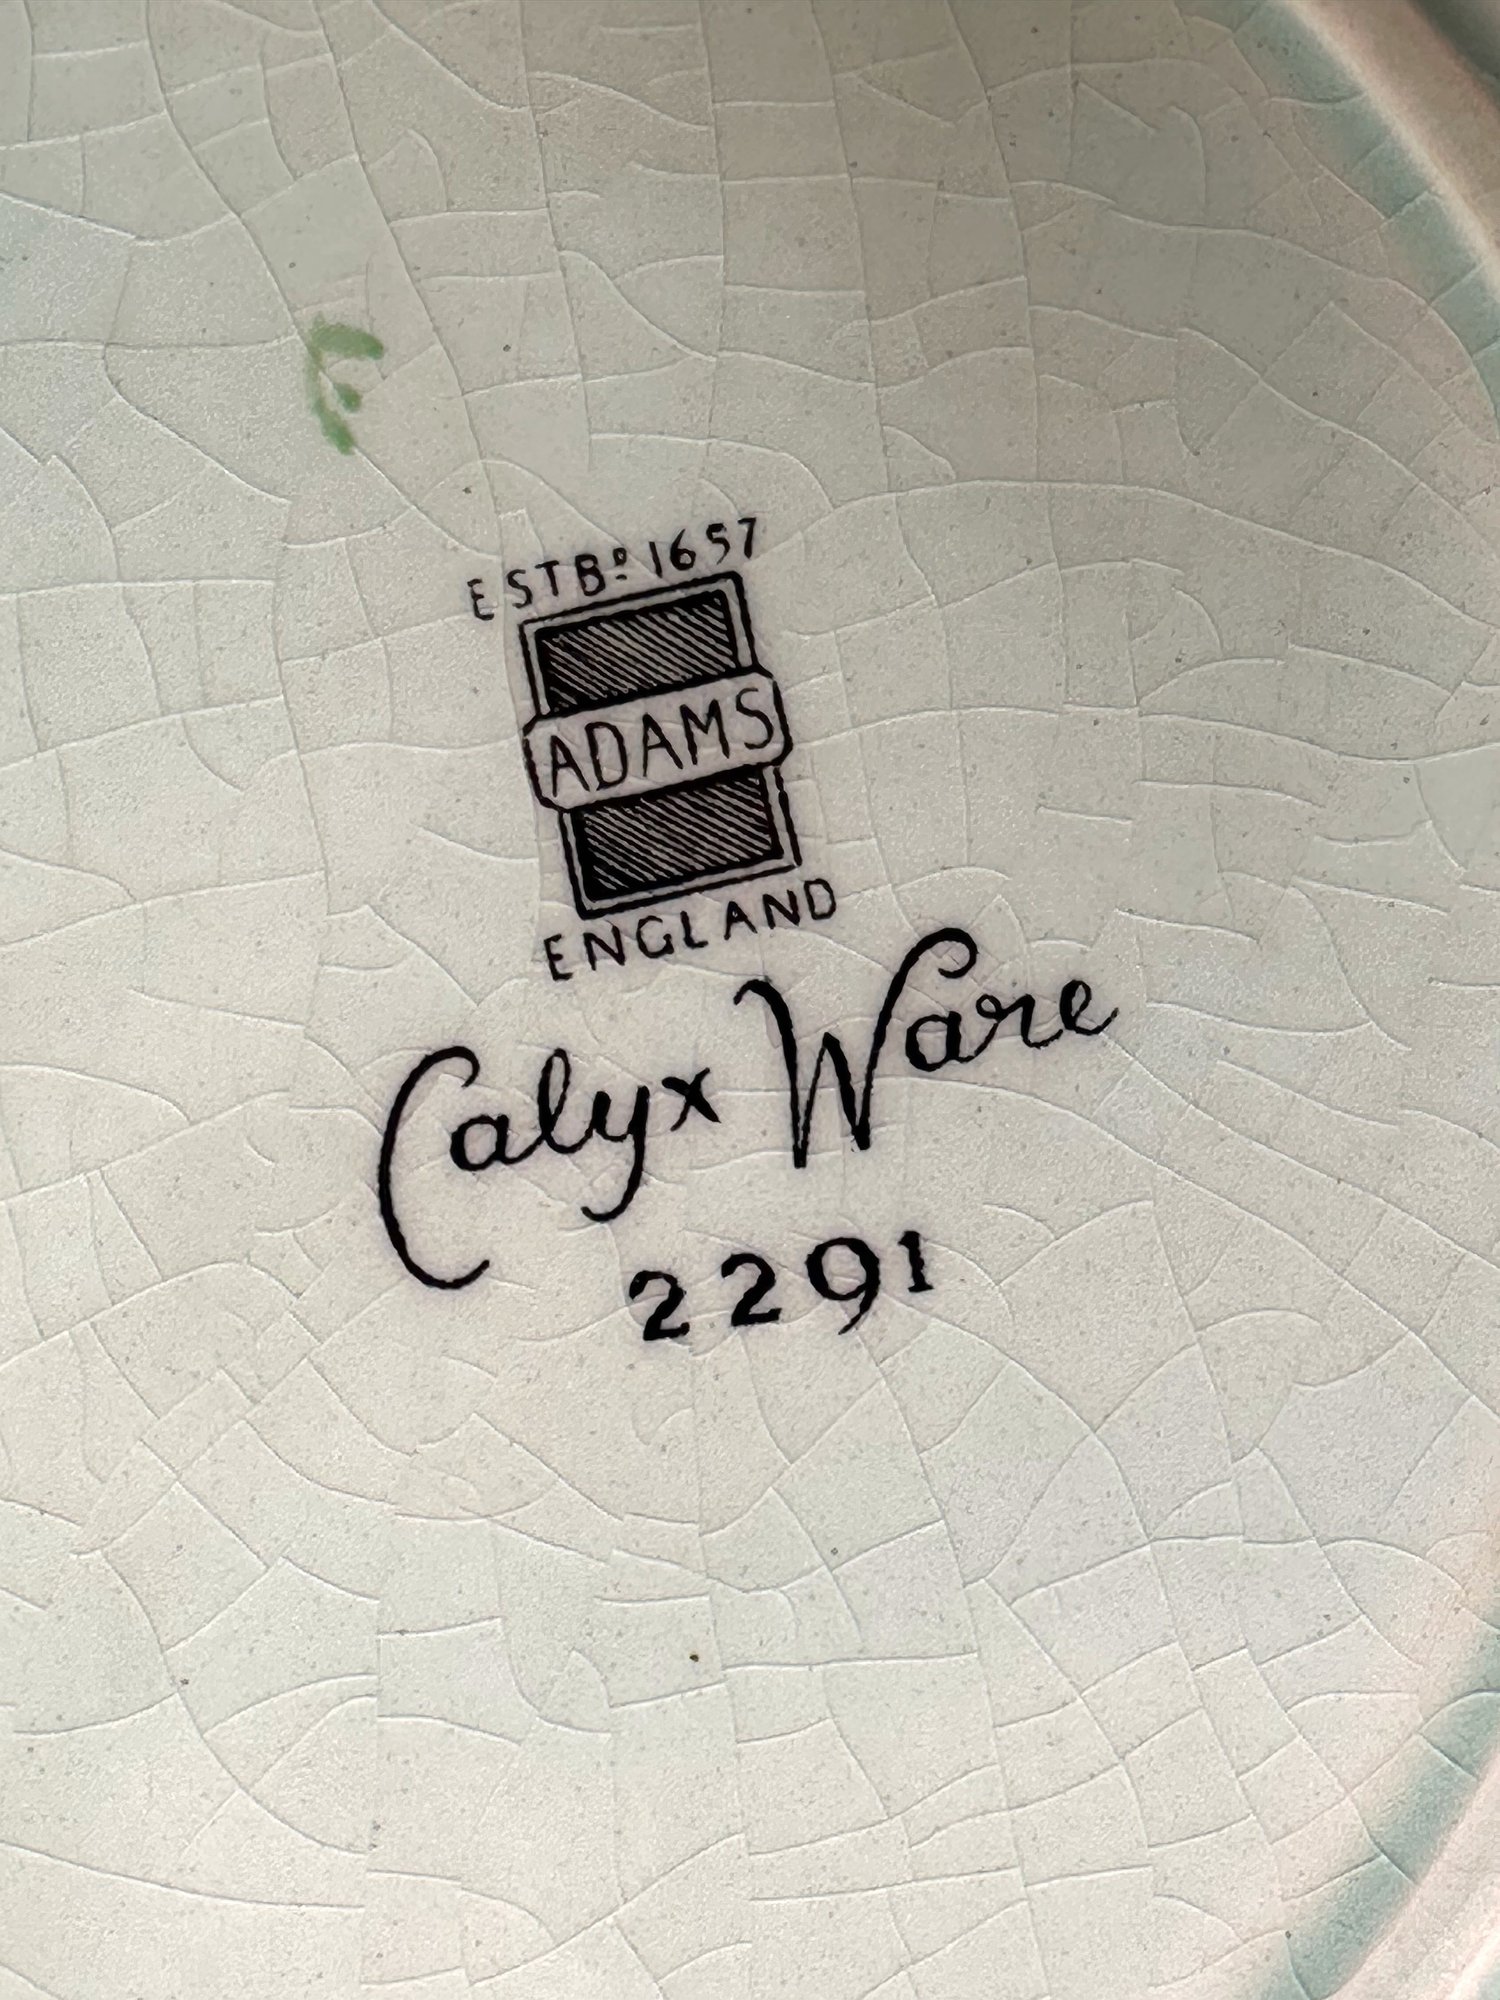 ESTBD 1657
ADAMS
ENGLAND
Calyx Ware
2291